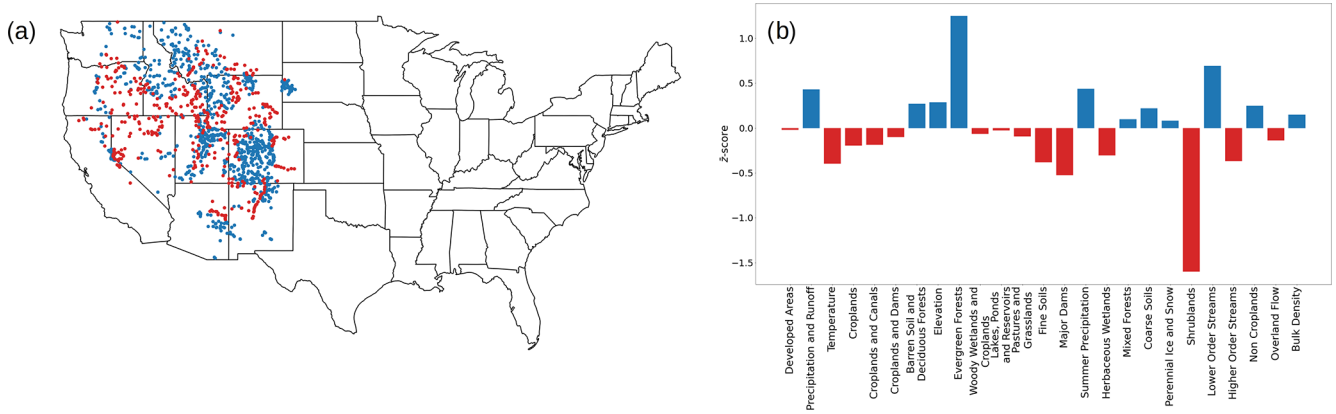 (a)
(b)
1.0
0.5
0.0
−0.5
−1.0
−1.5
z̄-score
Developed Areas
Precipitation and Runoff
Temperature
Croplands
Croplands and Canals
Croplands and Dams
Barren Soil and
Deciduous Forests
Elevation
Evergreen Forests
Woody Wetlands and
Croplands
Lakes, Ponds
and Reservoirs
Pastures and
Grasslands
Fine Soils
Major Dams
Summer Precipitation
Herbaceous Wetlands
Mixed Forests
Coarse Soils
Perennial Ice and Snow
Shrublands
Lower Order Streams
Higher Order Streams
Non Croplands
Overland Flow
Bulk Density